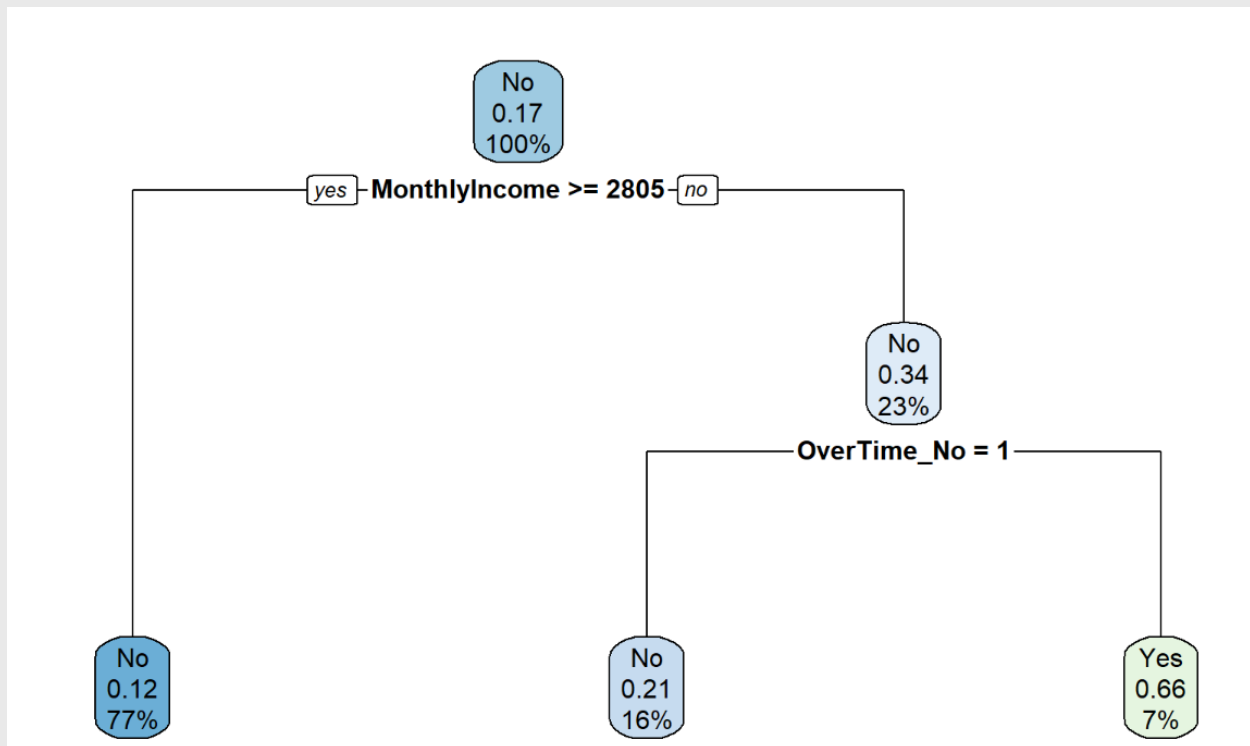 No
0.17
100%
yes MonthlyIncome >= 2805 no
No
0.34
23%
OverTime_No = 1
No
0.12
77%
No
0.21
16%
Yes
0.66
7%